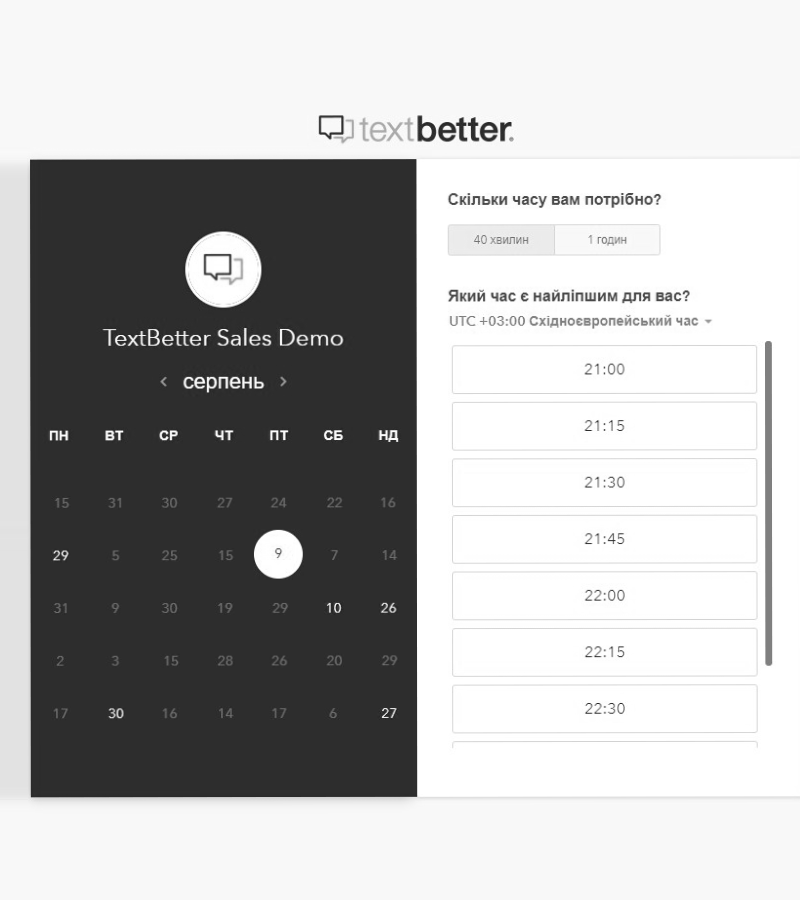 textbetter.
TextBetter Sales Demo
‹ серпень ›
ПН ВТ СР ЧТ ПТ СБ НД
15 31 30 27 24 22 16
29 5 25 15 9 7 14
31 9 30 19 29 10 26
2 3 15 28 26 20 29
17 30 16 14 17 6 27
Скільки часу вам потрібно?
40 хвилин 1 годин
Який час є найліпшим для вас?
UTC +03:00 Східноєвропейський час
21:00
21:15
21:30
21:45
22:00
22:15
22:30